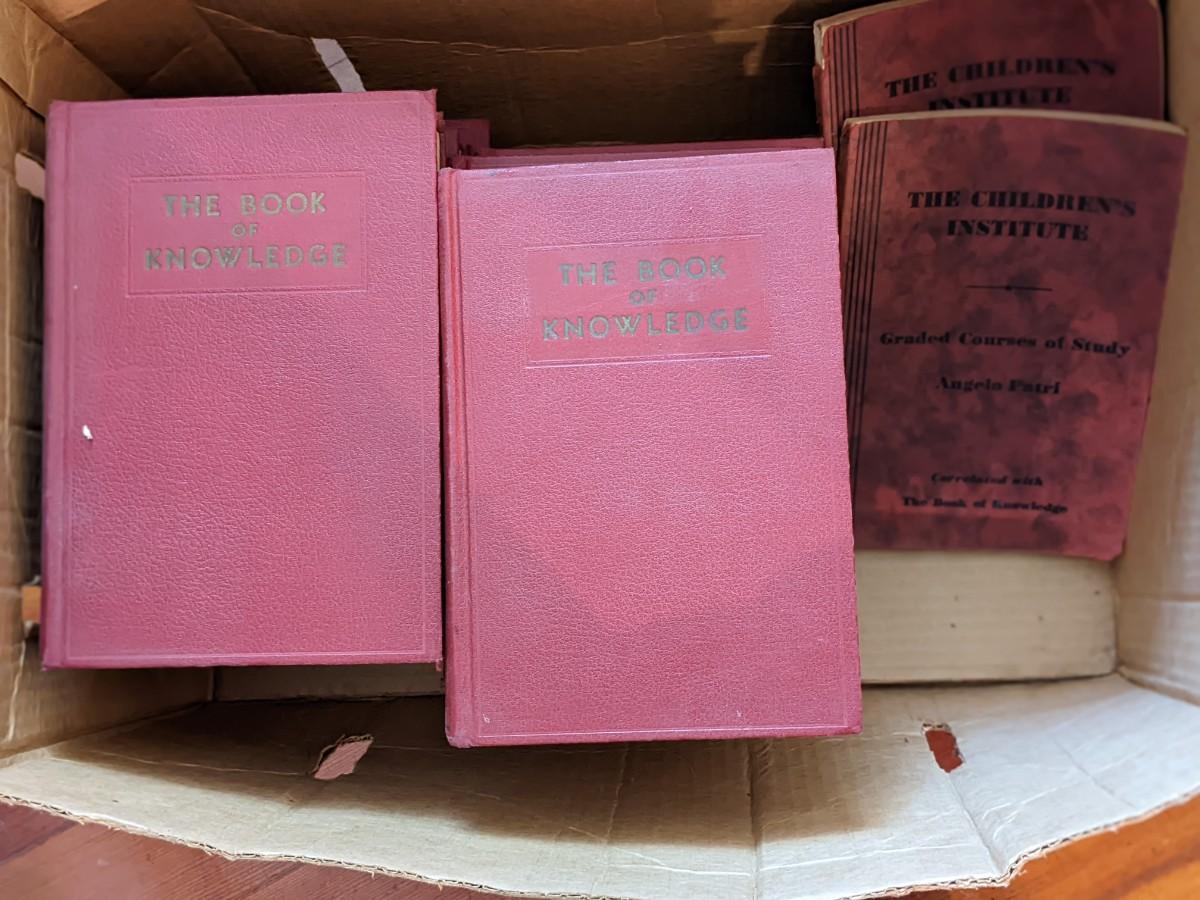 THE BOOK
OF
KNOWLEDGE
THE BOOK
OF
KNOWLEDGE
THE CHILDREN'S
INSTITUTE
THE CHILDREN'S
INSTITUTE
Graded Courses of Study
Angelo Patri
Correlated with
The Book of Knowledge